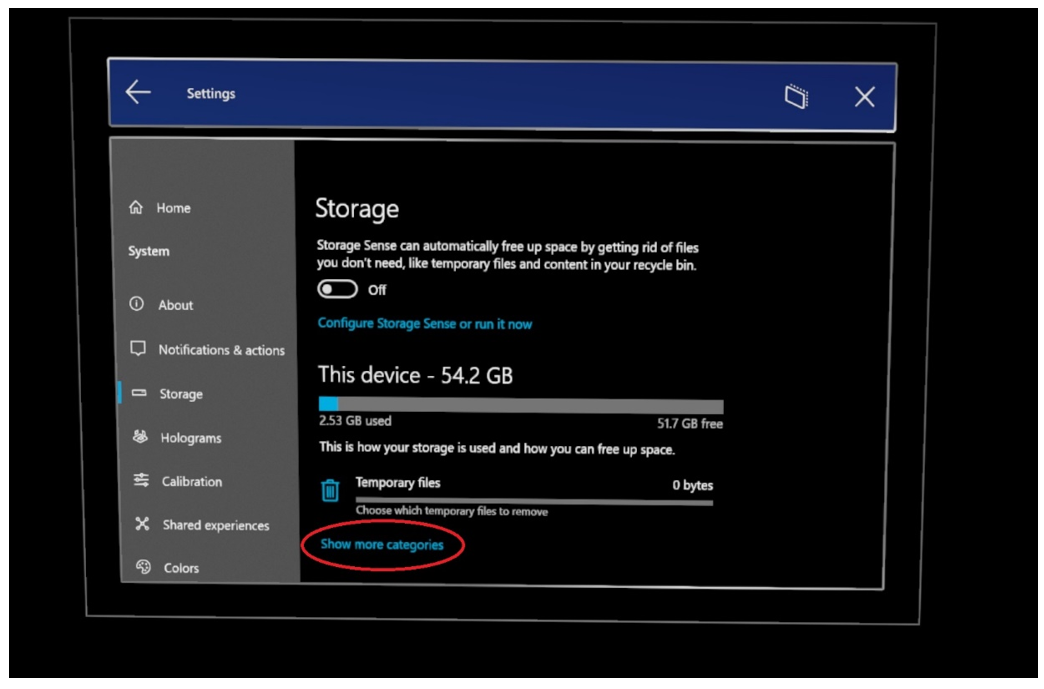 Settings
Home
System
About
Notifications & actions
Storage
Holograms
Calibration
Shared experiences
Colors
Storage
Storage Sense can automatically free up space by getting rid of files
you don't need, like temporary files and content in your recycle bin.
Off
Configure Storage Sense or run it now
This device - 54.2 GB
2.53 GB used
51.7 GB free
This is how your storage is used and how you can free up space.
Temporary files
0 bytes
Choose which temporary files to remove
Show more categories